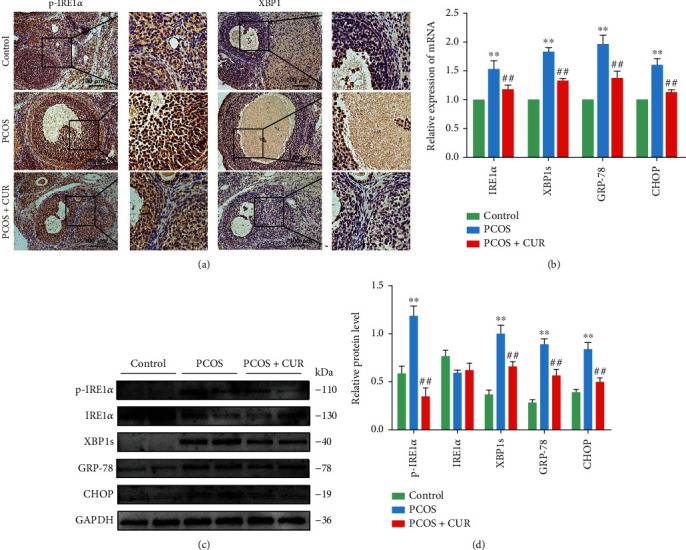 p-IRE1α
XBP1
Control
PCOS
PCOS + CUR
(a)
Relative expression of mRNA
2.5
2.0
1.5
1.0
0.5
0.0
**
##
**
##
**
##
**
##
IRE1α
XBP1s
GRP-78
CHOP
Control
PCOS
PCOS + CUR
(b)
Control
PCOS
PCOS + CUR
kDa
p-IRE1α
–110
IRE1α
–130
XBP1s
–40
GRP-78
–78
CHOP
–19
GAPDH
–36
(c)
Relative protein level
1.5
1.0
0.5
0.0
**
##
**
##
**
##
**
##
p-IRE1α
IRE1α
XBP1s
GRP-78
CHOP
Control
PCOS
PCOS + CUR
(d)